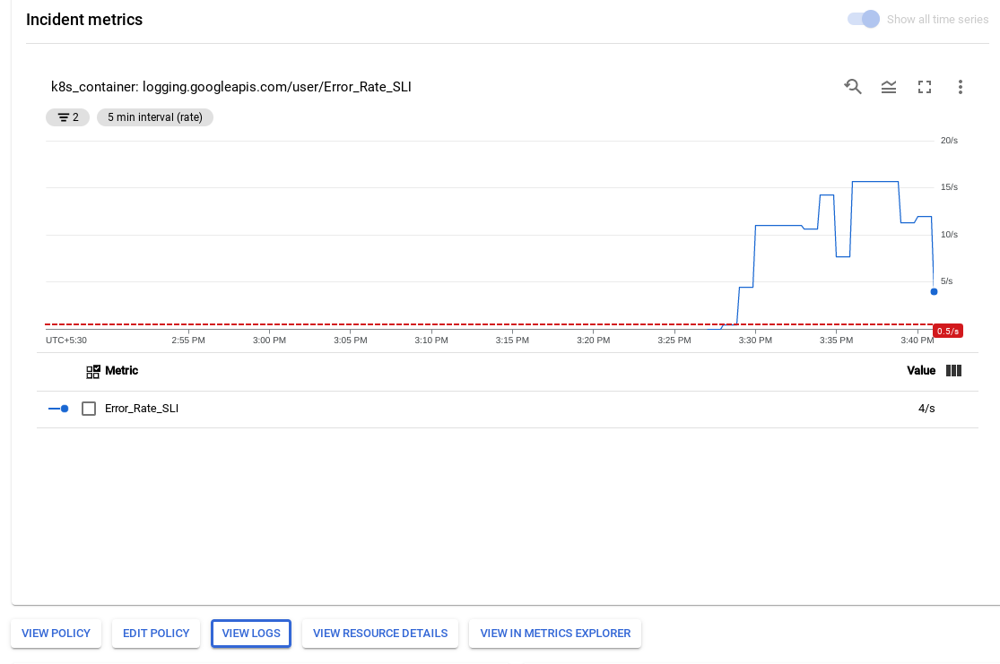 Incident metrics
Show all time series
k8s_container: logging.googleapis.com/user/Error_Rate_SLI
2
5 min interval (rate)
20/s
15/s
10/s
5/s
0.5/s
UTC+5:30 2:55 PM 3:00 PM 3:05 PM 3:10 PM 3:15 PM 3:20 PM 3:25 PM 3:30 PM 3:35 PM 3:40 PM
Metric Value
Error_Rate_SLI 4/s
VIEW POLICY EDIT POLICY VIEW LOGS VIEW RESOURCE DETAILS VIEW IN METRICS EXPLORER